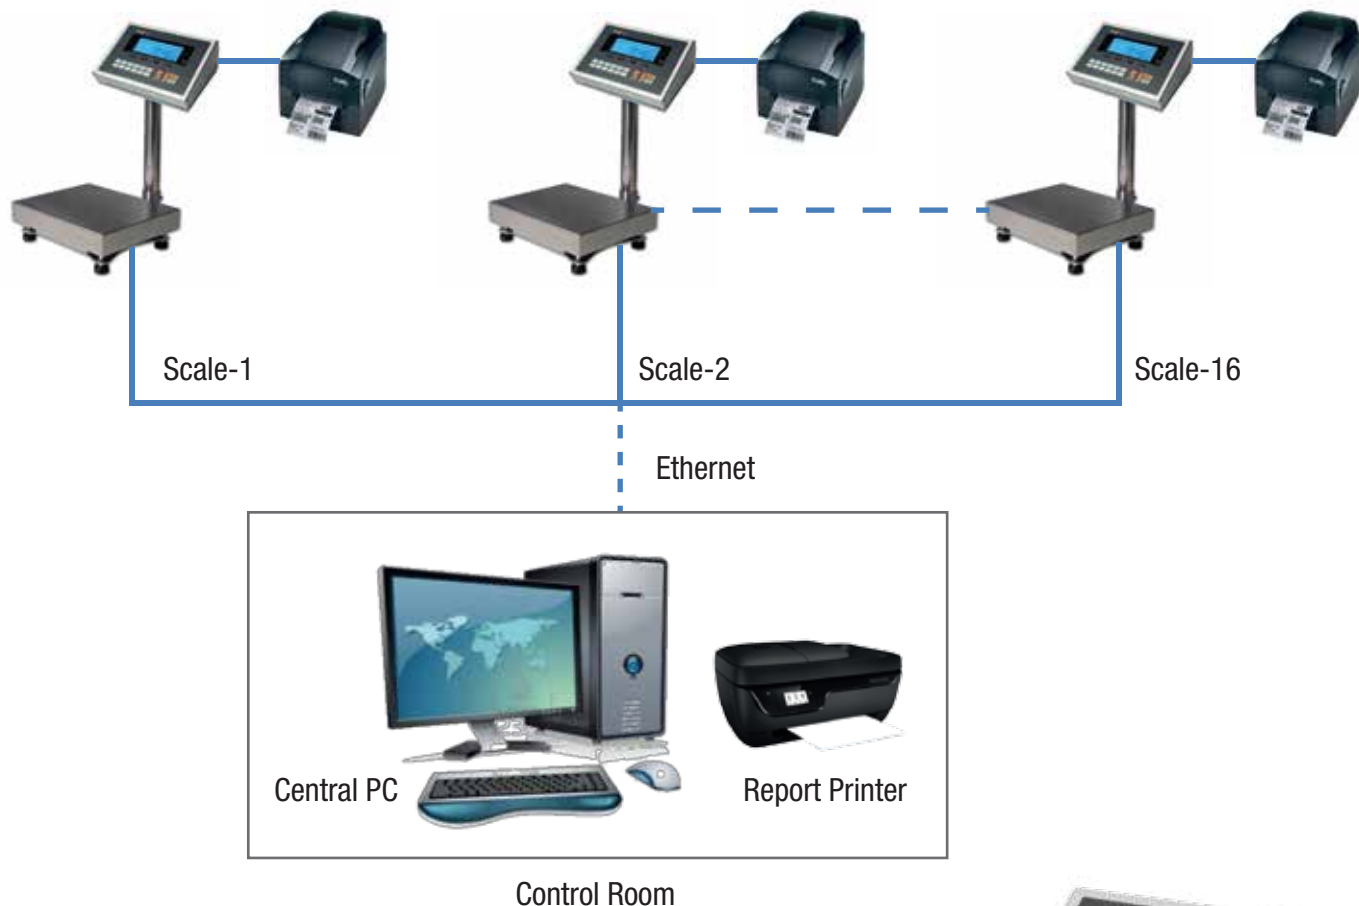 Scale-1
Scale-2
Scale-16
Ethernet
Central PC
Report Printer
Control Room